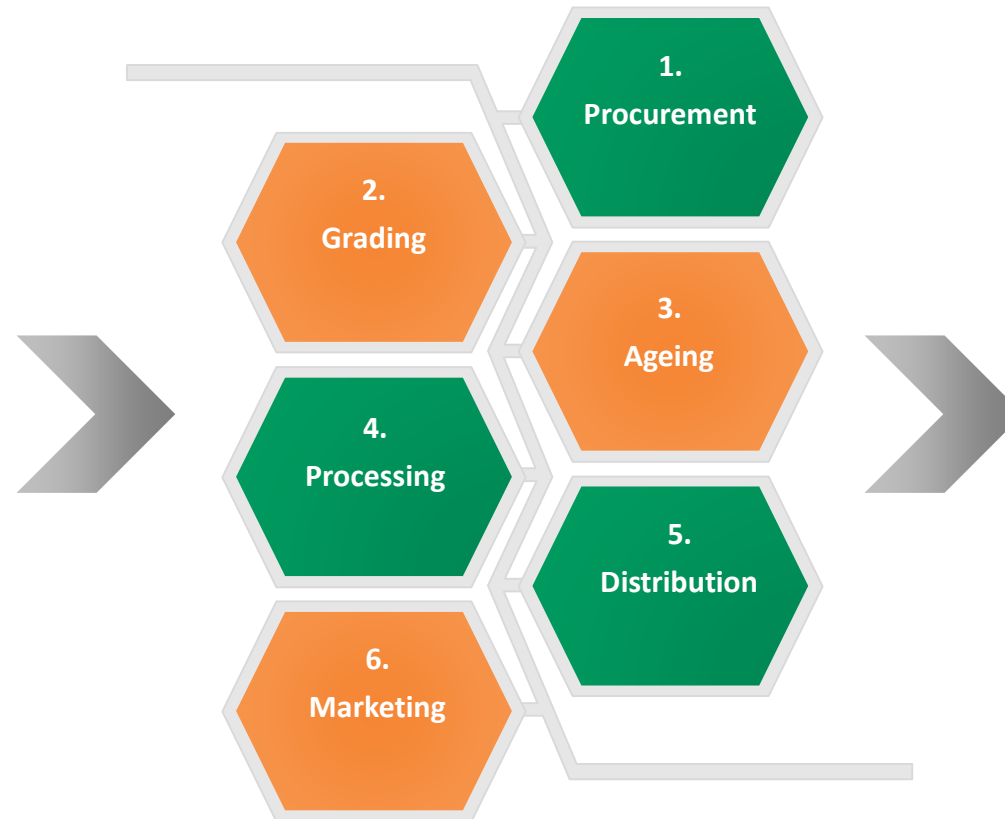 1.
Procurement
2.
Grading
3.
Ageing
4.
Processing
5.
Distribution
6.
Marketing